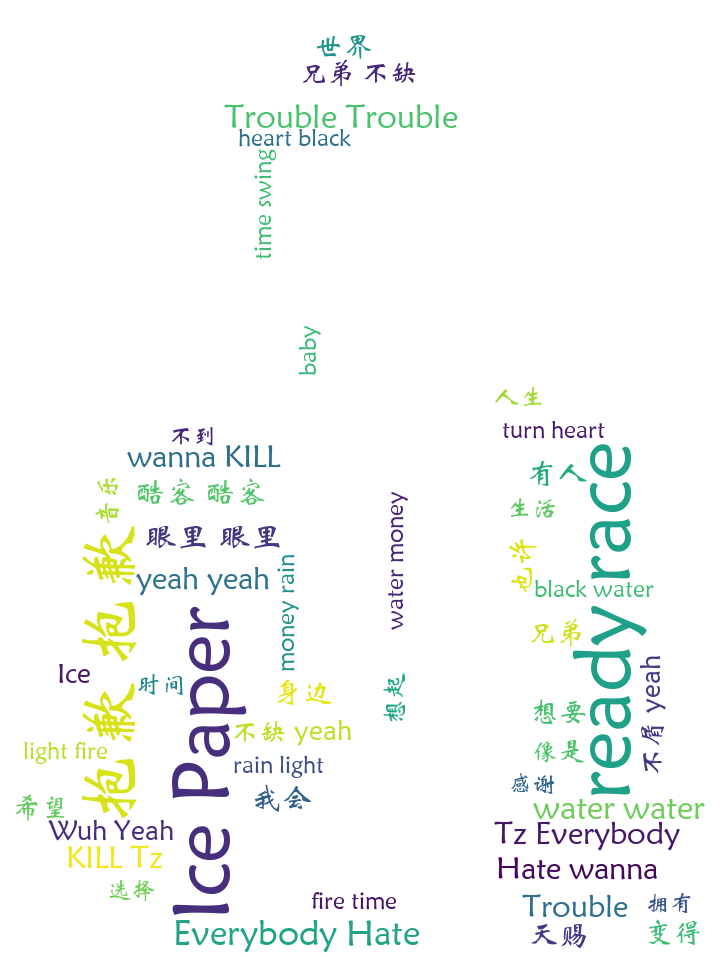 世界
兄弟 不缺
Trouble Trouble
heart black
time swing
baby
人生
turn heart
不到
wanna KILL
有人
race
音乐
酷客 酷客
生活
water money
眼里 眼里
抱歉 抱歉
也许
yeah yeah
money rain
black water
Ice Paper
ready
兄弟
不屑 yeah
Ice
时间
身边
想起
想要
不缺 yeah
像是
light fire
rain light
感谢
我会
希望
water water
Wuh Yeah
Tz Everybody
KILL Tz
Hate wanna
选择
fire time
Trouble
拥有
Everybody Hate
天赐
变得